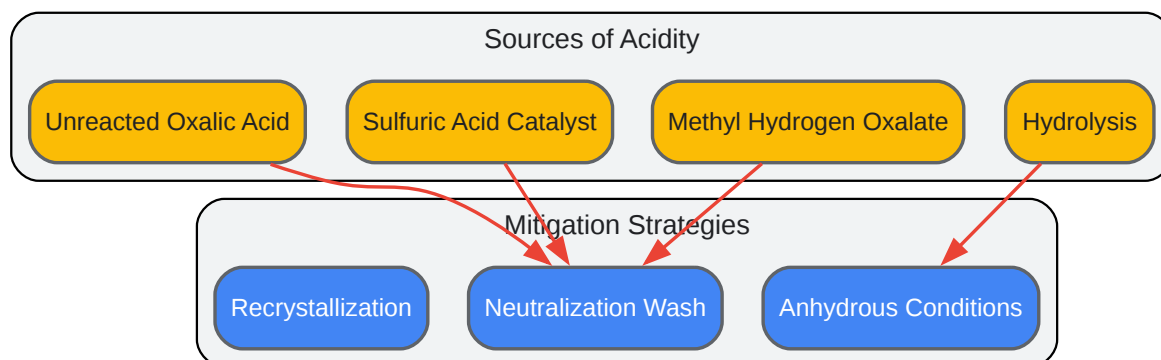 Sources of Acidity
Unreacted Oxalic Acid
Sulfuric Acid Catalyst
Methyl Hydrogen Oxalate
Hydrolysis
Mitigation Strategies
Recrystallization
Neutralization Wash
Anhydrous Conditions